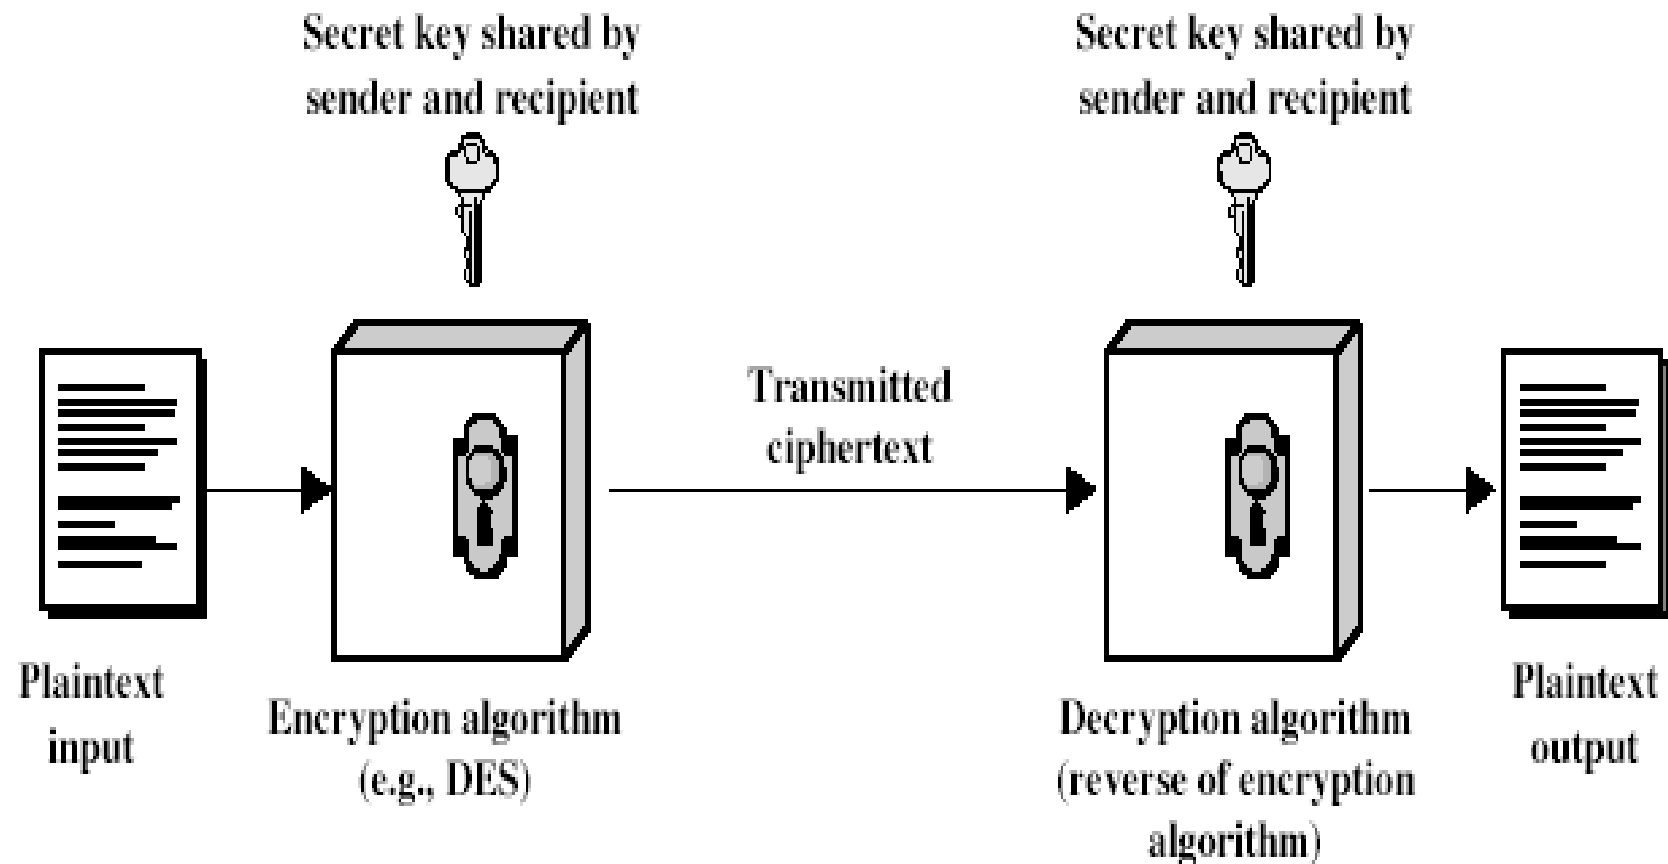 Secret key shared by
sender and recipient
Secret key shared by
sender and recipient
Transmitted
ciphertext
Plaintext
input
Encryption algorithm
(e.g., DES)
Decryption algorithm
(reverse of encryption
algorithm)
Plaintext
output